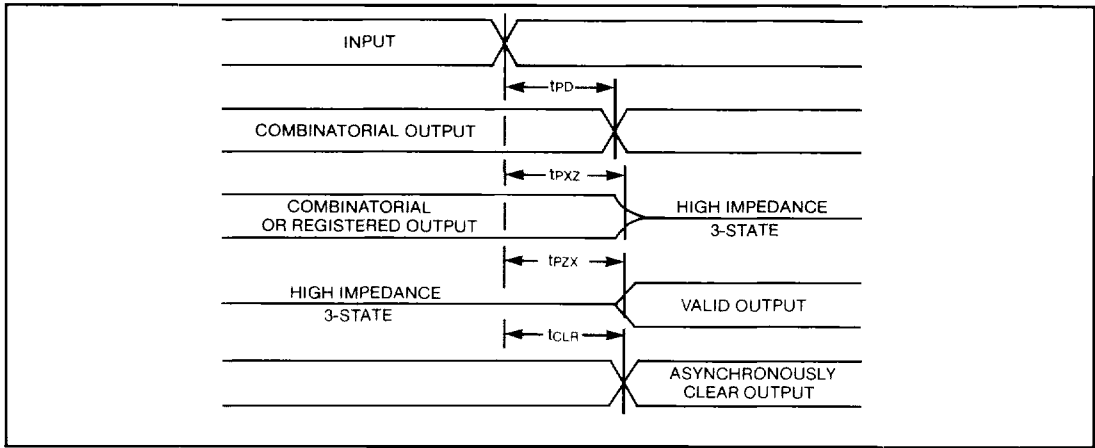 INPUT
tPD
COMBINATORIAL OUTPUT
tPXZ
COMBINATORIAL
OR REGISTERED OUTPUT
HIGH IMPEDANCE
3-STATE
tPZX
HIGH IMPEDANCE
3-STATE
VALID OUTPUT
tCLR
ASYNCHRONOUSLY
CLEAR OUTPUT